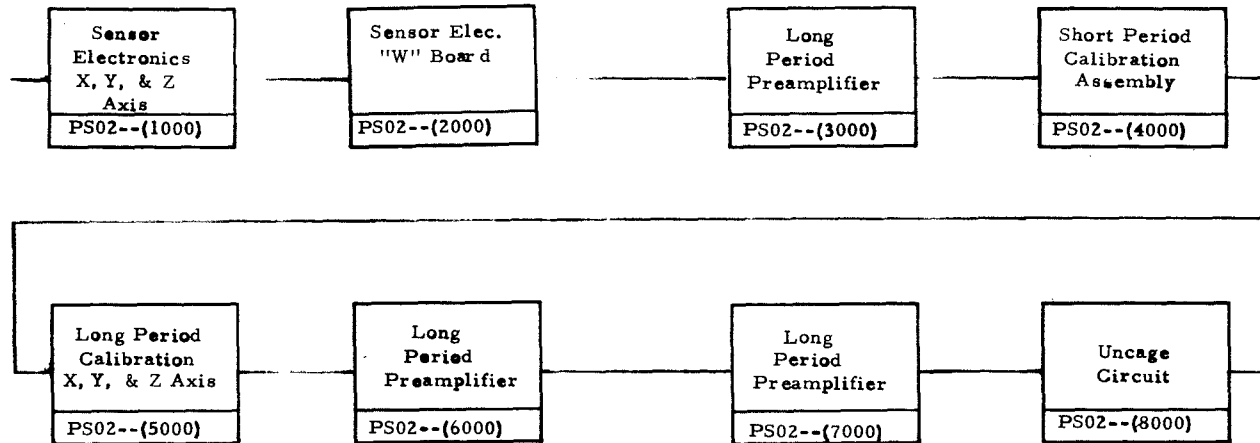 Sensor
Electronics
X, Y, & Z
Axis
PS02--(1000)
Sensor Elec.
"W" Board
PS02--(2000)
Long
Period
Preamplifier
PS02--(3000)
Short Period
Calibration
Assembly
PS02--(4000)
Long Period
Calibration
X, Y, & Z Axis
PS02--(5000)
Long
Period
Preamplifier
PS02--(6000)
Long
Period
Preamplifier
PS02--(7000)
Uncage
Circuit
PS02--(8000)